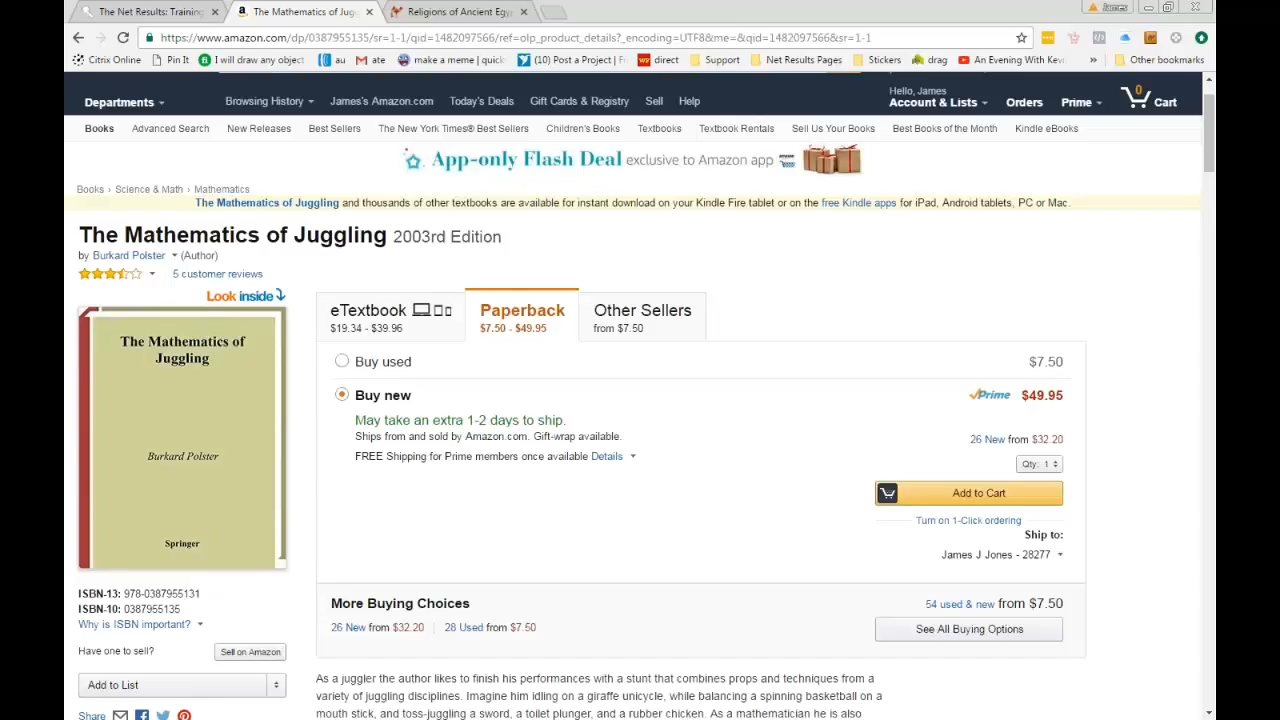 The Net Results: Training
The Mathematics of Jugg
Religions of Ancient Egy
James
https://www.amazon.com/dp/0387955135/sr=1-1/qid=1482097566/ref=olp_product_details?_encoding=UTF8&me=&qid=1482097566&sr=1-1
Citrix Online
Pin It
I will draw any object
au
ate
make a meme | quick
(10) Post a Project | Fr
direct
Support
Net Results Pages
Stickers
drag
An Evening With Kevi
»
Other bookmarks
Departments
Browsing History
James's Amazon.com
Today's Deals
Gift Cards & Registry
Sell
Help
Hello, James
Account & Lists
Orders
Prime
0
Cart
Books
Advanced Search
New Releases
Best Sellers
The New York Times® Best Sellers
Children's Books
Textbooks
Textbook Rentals
Sell Us Your Books
Best Books of the Month
Kindle eBooks
App-only Flash Deal exclusive to Amazon app
Books › Science & Math › Mathematics
The Mathematics of Juggling and thousands of other textbooks are available for instant download on your Kindle Fire tablet or on the free Kindle apps for iPad, Android tablets, PC or Mac.
The Mathematics of Juggling 2003rd Edition
by Burkard Polster (Author)
5 customer reviews
Look inside
The Mathematics of
Juggling
Burkard Polster
Springer
eTextbook
$19.34 - $39.96
Paperback
$7.50 - $49.95
Other Sellers
from $7.50
Buy used
$7.50
Buy new
Prime $49.95
May take an extra 1-2 days to ship.
Ships from and sold by Amazon.com. Gift-wrap available.
26 New from $32.20
FREE Shipping for Prime members once available Details
Qty: 1
Add to Cart
Turn on 1-Click ordering
Ship to:
James J Jones - 28277
More Buying Choices
54 used & new from $7.50
26 New from $32.20 | 28 Used from $7.50
See All Buying Options
ISBN-13: 978-0387955131
ISBN-10: 0387955135
Why is ISBN important?
Have one to sell?
Sell on Amazon
Add to List
Share
As a juggler the author likes to finish his performances with a stunt that combines props and techniques from a
variety of juggling disciplines. Imagine him idling on a giraffe unicycle, while balancing a spinning basketball on a
mouth stick, and toss-juggling a sword, a toilet plunger, and a rubber chicken. As a mathematician he is also